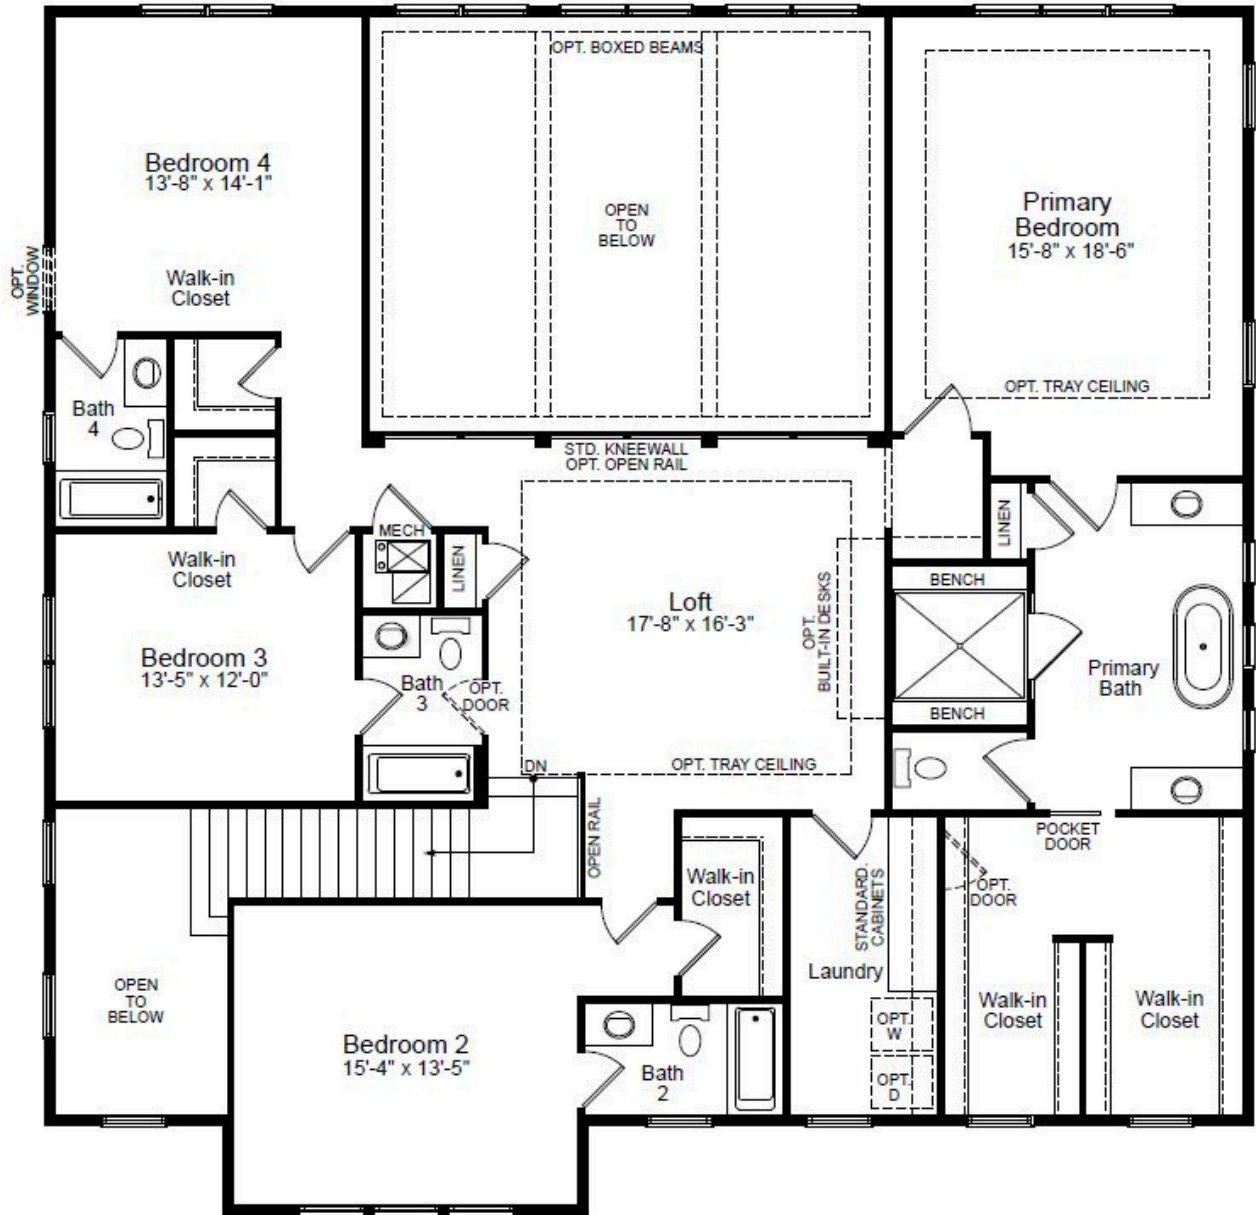 OPT. BOXED BEAMS
Bedroom 4
13'-8" x 14'-1"
OPEN
TO
BELOW
Primary
Bedroom
15'-8" x 18'-6"
OPT.
WINDOW
Walk-in
Closet
OPT. TRAY CEILING
Bath
4
STD. KNEEWALL
OPT. OPEN RAIL
MECH
LINEN
LINEN
Walk-in
Closet
BENCH
Loft
17'-8" x 16'-3"
OPT.
BUILT-IN DESKS
Bedroom 3
13'-5" x 12'-0"
Bath
3
OPT.
DOOR
Primary
Bath
BENCH
DN
OPT. TRAY CEILING
OPEN RAIL
POCKET
DOOR
Walk-in
Closet
STANDARD.
CABINETS
OPT.
DOOR
Laundry
OPEN
TO
BELOW
Walk-in
Closet
Walk-in
Closet
OPT.
W
Bedroom 2
15'-4" x 13'-5"
Bath
2
OPT.
D